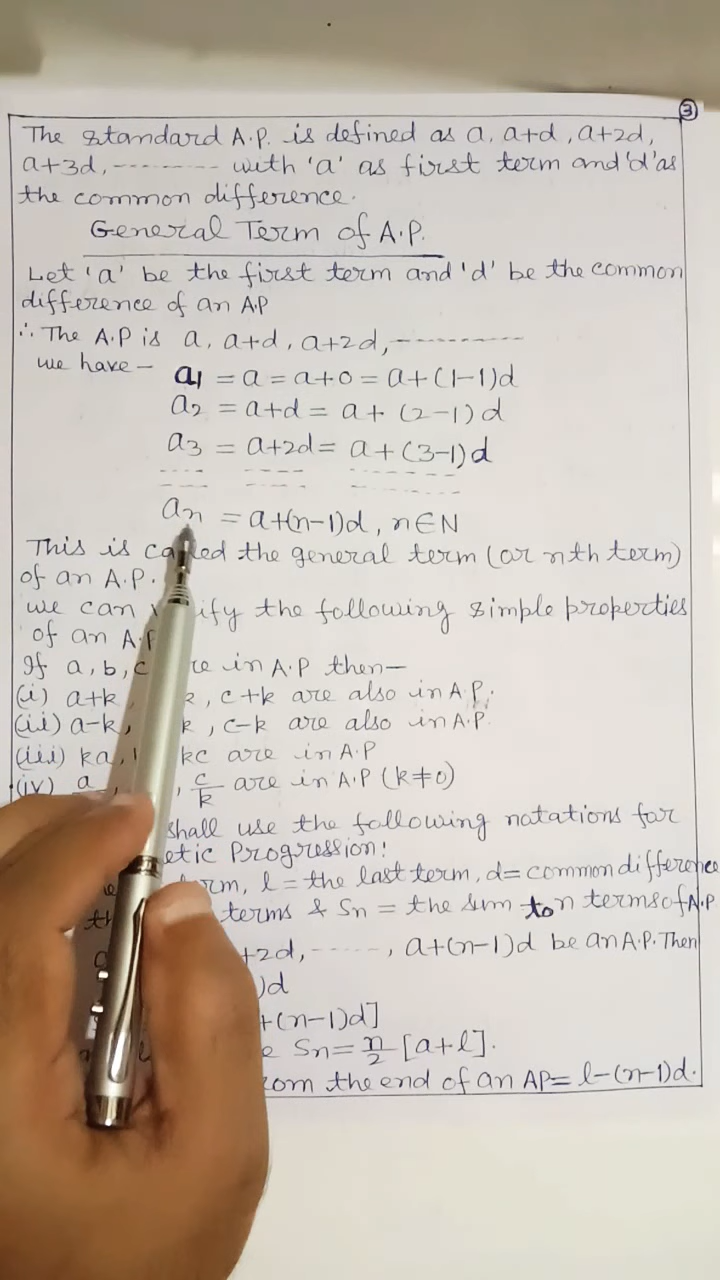 ③
The standard A.P. is defined as a, a+d, a+2d,
a+3d, --------- with 'a' as first term and 'd' as
the common difference.
General Term of A.P.
Let 'a' be the first term and 'd' be the common
difference of an A.P
∴ The A.P is a, a+d, a+2d, -----------
we have - a1 = a = a+0 = a+(1-1)d
a2 = a+d = a+(2-1)d
a3 = a+2d = a+(3-1)d
---- ---- -------
---- ---- -------
an = a+(n-1)d, n∈N
This is called the general term (or nth term)
of an A.P.
we can the following simple properties
of an A.P
If a, b, c in A.P then-
(i) a+k, , c+k are also in A.P.
(ii) a-k, , c-k are also in A.P.
(iii) ka, kc are in A.P
(iv) a , c/k are in A.P (k≠0)
shall use the following notations for
Progression!
l = the last term, d = common difference
terms & Sn = the sum to n terms of A.P
+2d, ------, a+(n-1)d be an A.P. Then
)d
+(n-1)d]
Sn = n/2 [a+l].
the end of an AP = l-(n-1)d.